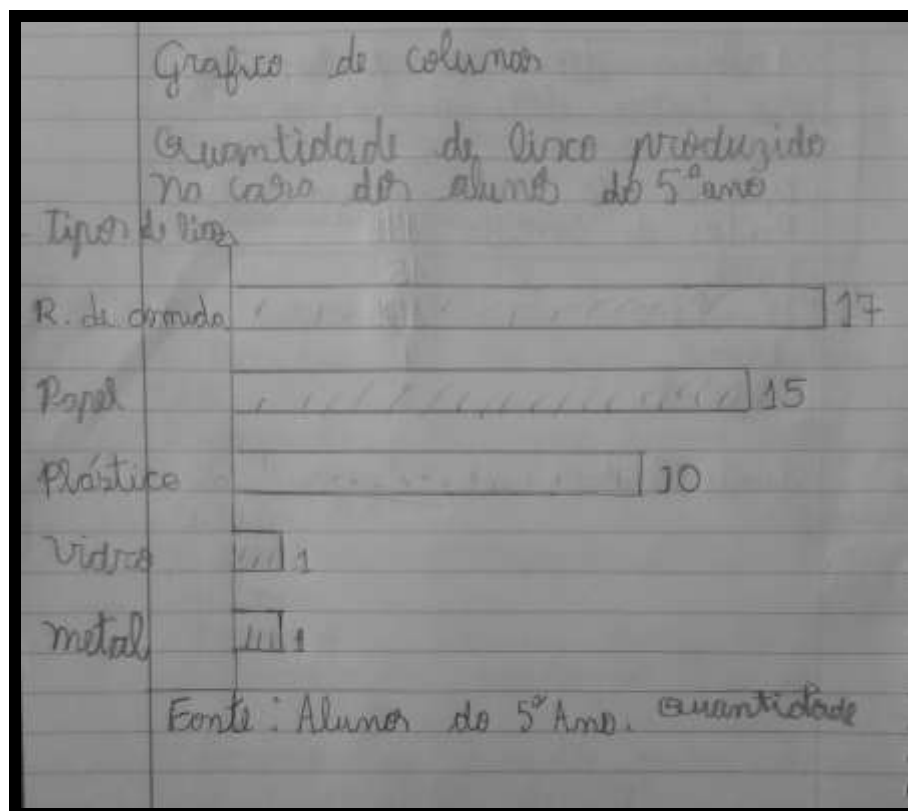 Grafico de colunas
Quantidade de lixco produzido
na casa dos alunos do 5º ano
Tipos de lixo
R. de comida 17
Papel 15
Plástico 10
Vidro 1
metal 1
Fonte: Alunos do 5º Ano. Quantidade